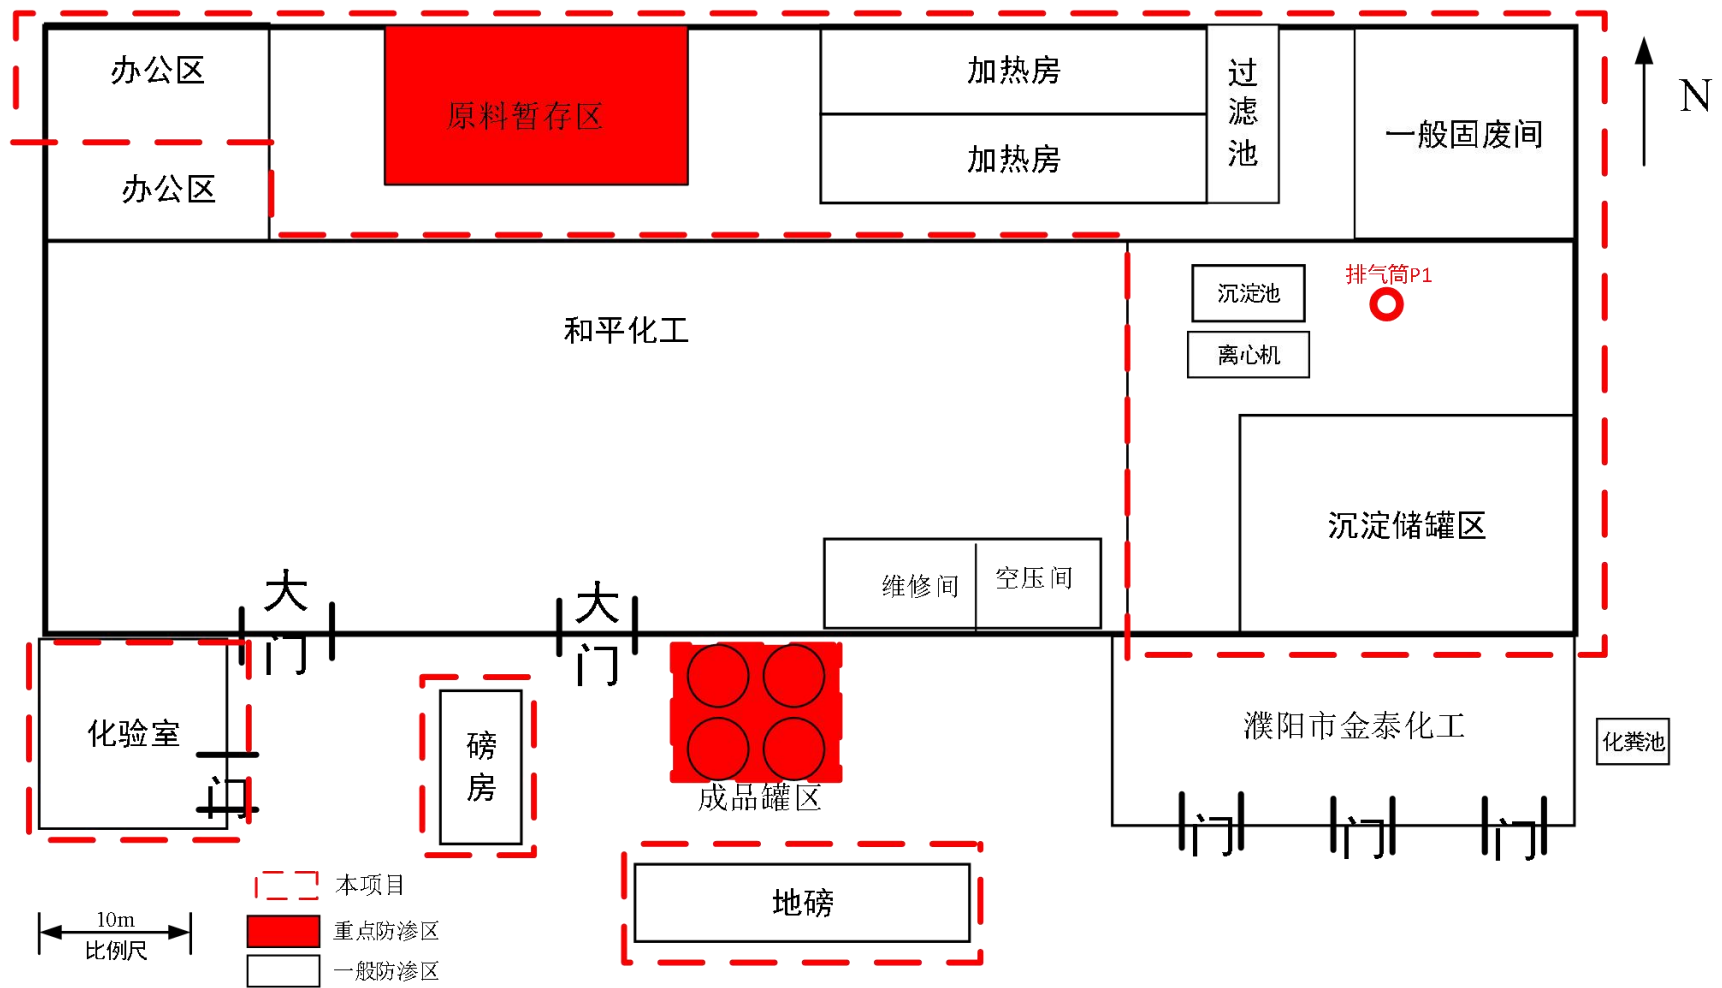 办公区
原料暂存区
加热房
过滤池
一般固废间
N
加热房
办公区
和平化工
沉淀池
排气筒P1
离心机
沉淀储罐区
维修间
空压间
大门
大门
化验室
门
磅房
成品罐区
濮阳市金泰化工
化粪池
门
门
门
地磅
本项目
重点防渗区
一般防渗区
10m
比例尺